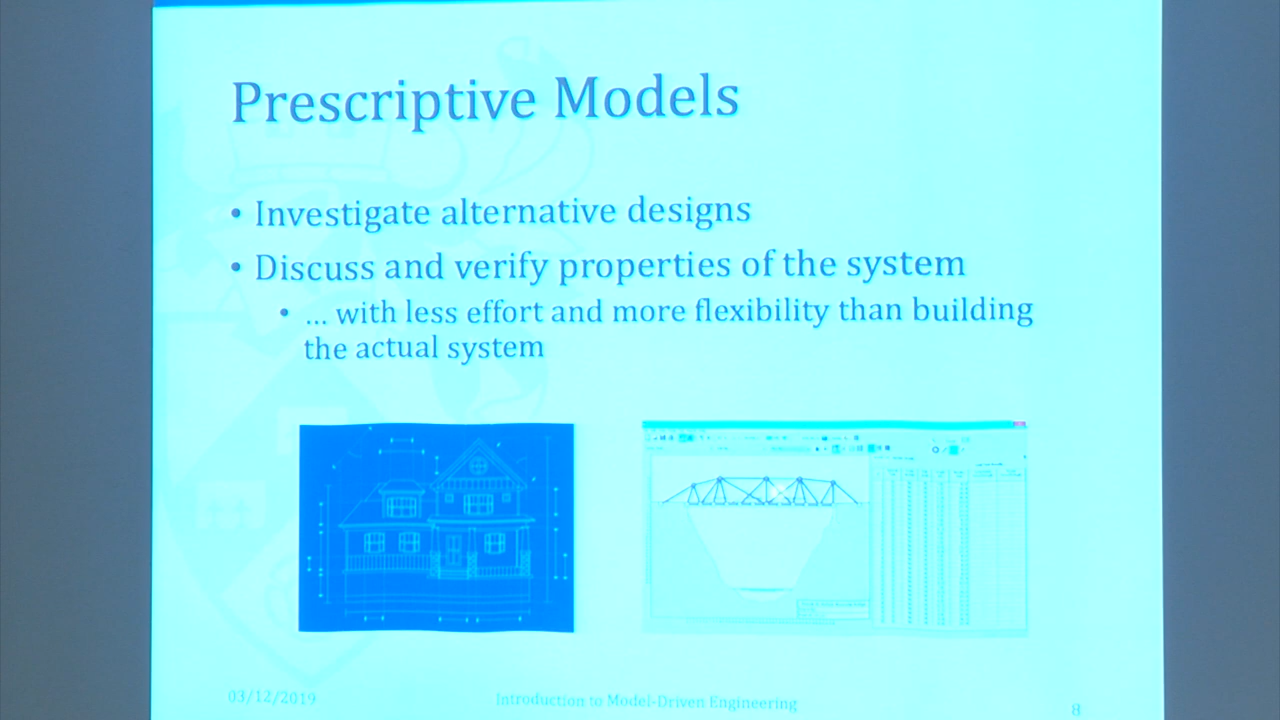 Prescriptive Models
• Investigate alternative designs
• Discuss and verify properties of the system
• ... with less effort and more flexibility than building
the actual system
03/12/2019
Introduction to Model-Driven Engineering
8